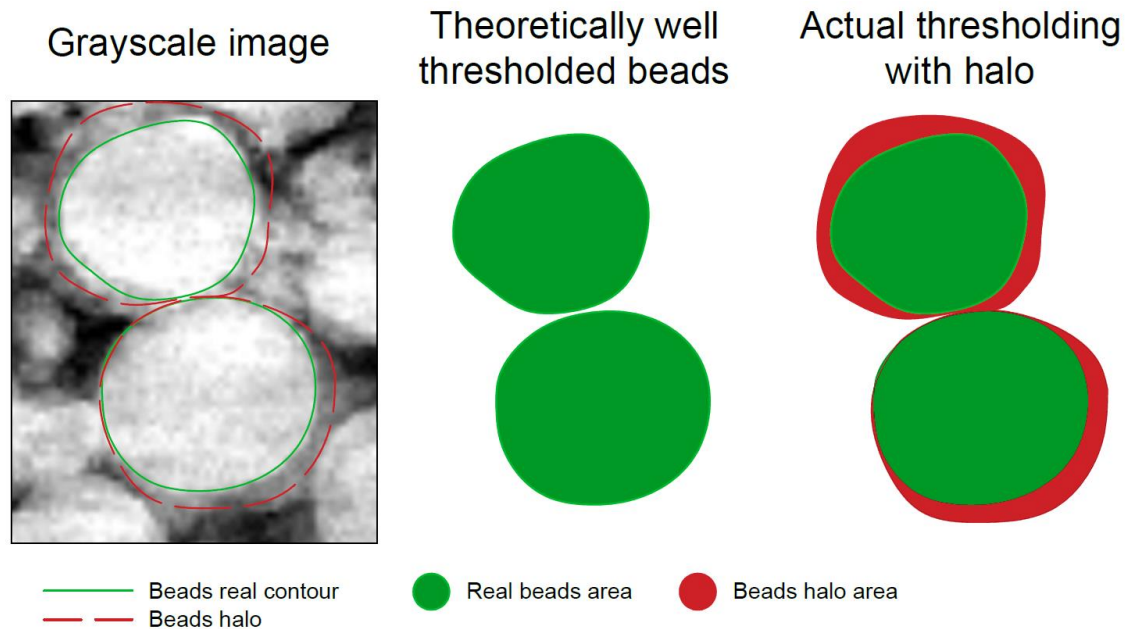 Grayscale image
Theoretically well
thresholded beads
Actual thresholding
with halo
Beads real contour
Beads halo
Real beads area
Beads halo area